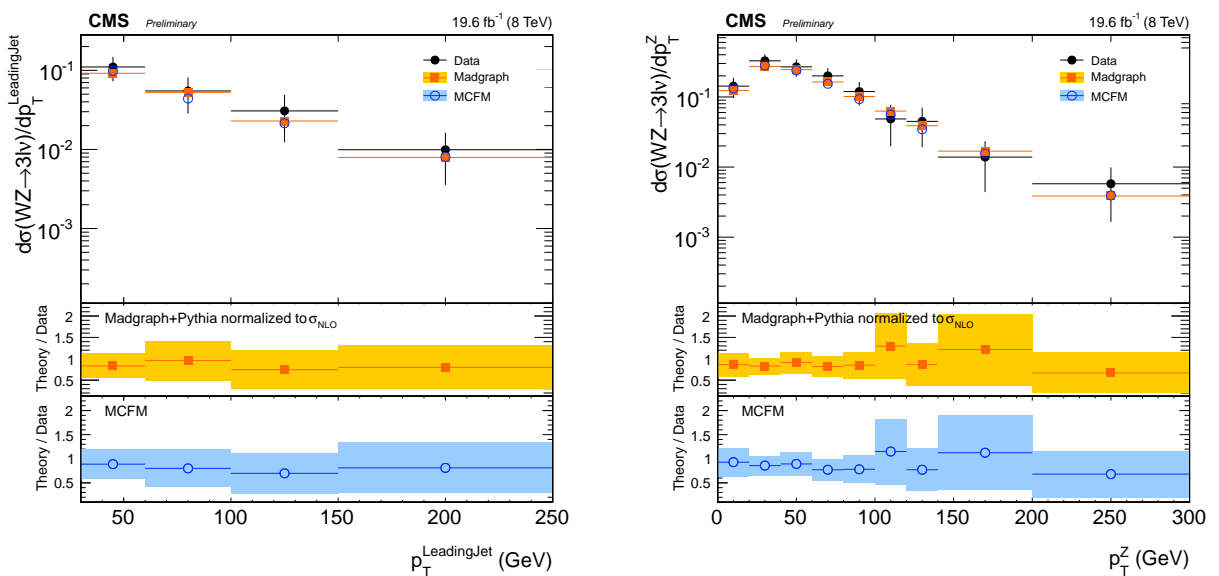 CMS Preliminary 19.6 fb⁻¹ (8 TeV)
dσ(WZ→3lν)/dp_T^LeadingJet
10⁻¹
10⁻²
10⁻³
Data
Madgraph
MCFM
Theory / Data
2
1.5
1
0.5
Madgraph+Pythia normalized to σ_NLO
Theory / Data
2
1.5
1
0.5
MCFM
50 100 150 200 250
p_T^LeadingJet (GeV)
CMS Preliminary 19.6 fb⁻¹ (8 TeV)
dσ(WZ→3lν)/dp_T^Z
1
10⁻¹
10⁻²
10⁻³
Data
Madgraph
MCFM
Theory / Data
2
1.5
1
0.5
Madgraph+Pythia normalized to σ_NLO
Theory / Data
2
1.5
1
0.5
MCFM
0 50 100 150 200 250 300
p_T^Z (GeV)